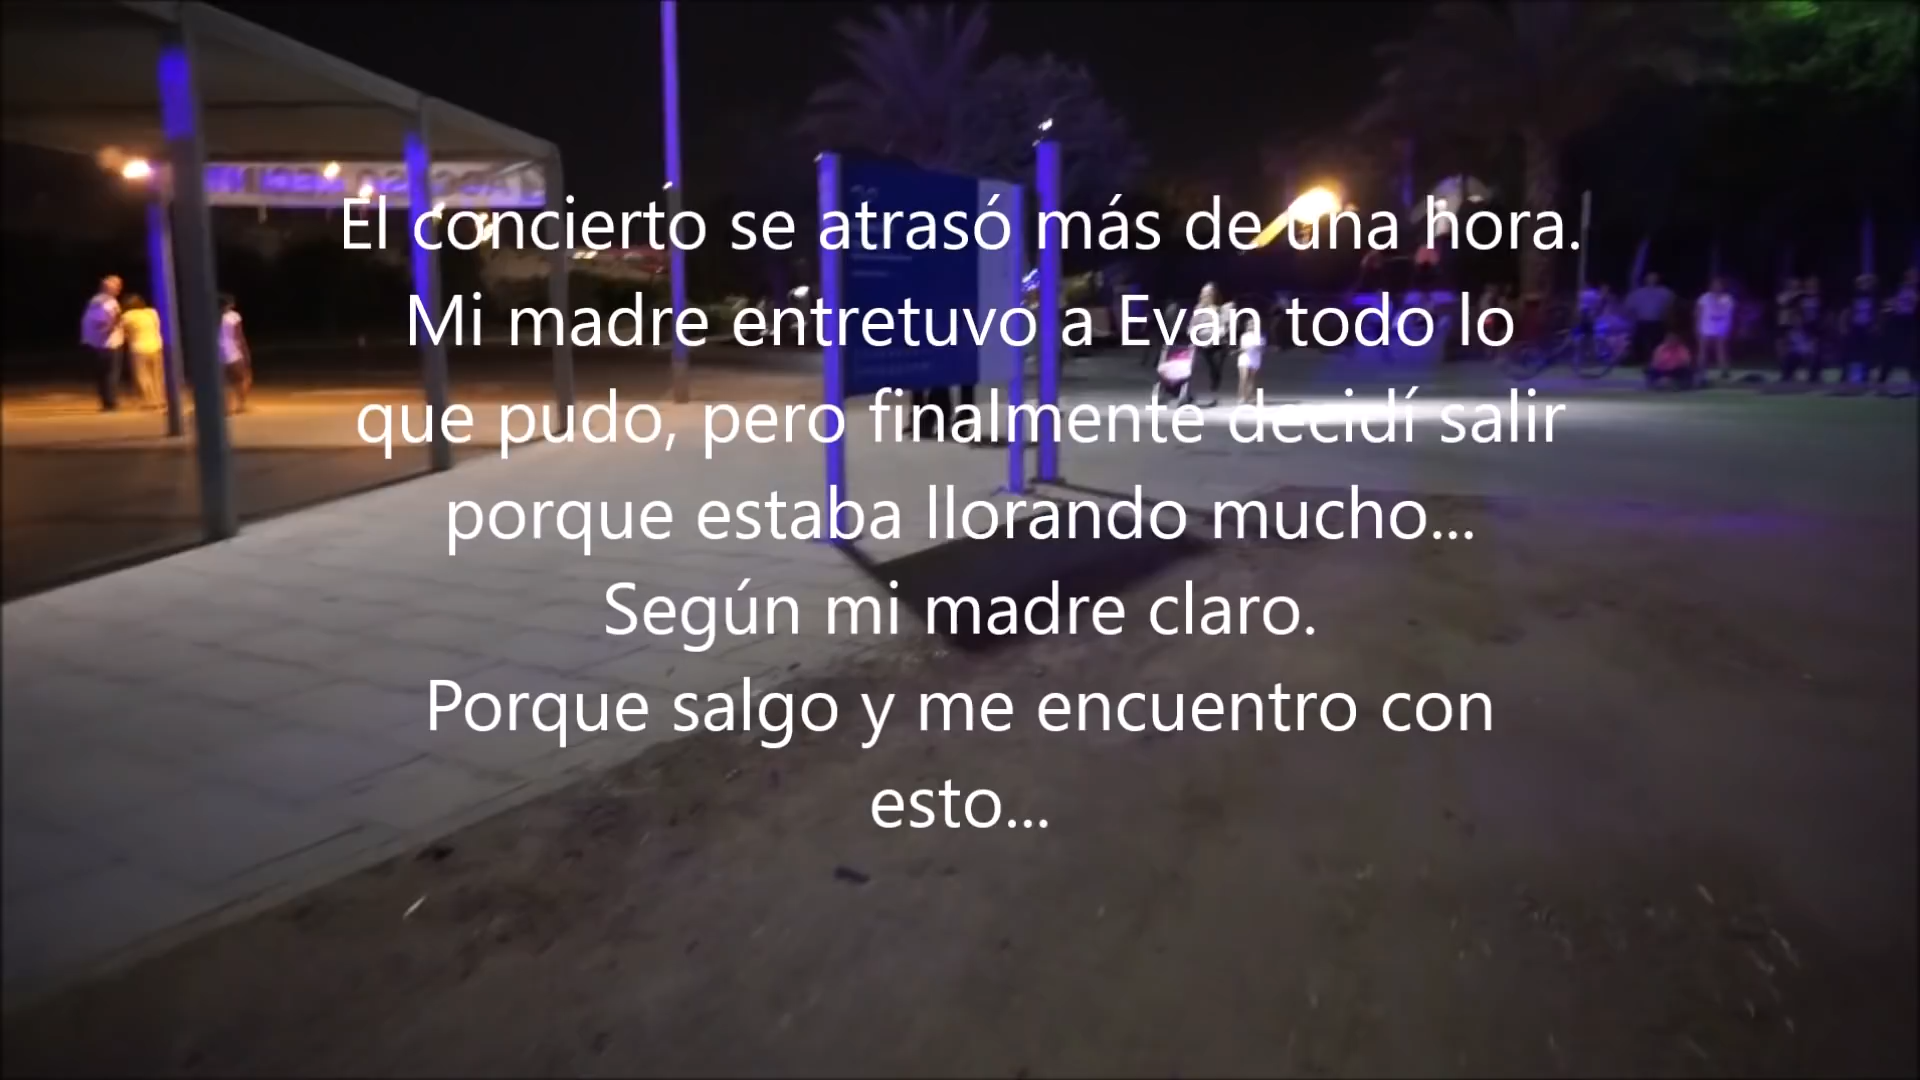 El concierto se atrasó más de una hora.
Mi madre entretuvo a Evan todo lo
que pudo, pero finalmente decidí salir
porque estaba llorando mucho...
Según mi madre claro.
Porque salgo y me encuentro con
esto...